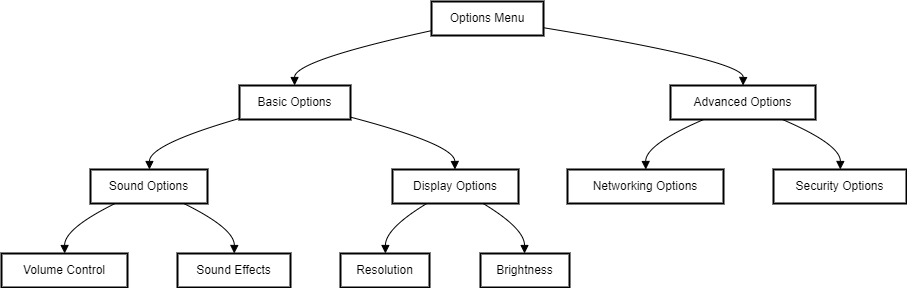 Options Menu
Basic Options
Advanced Options
Sound Options
Display Options
Networking Options
Security Options
Volume Control
Sound Effects
Resolution
Brightness